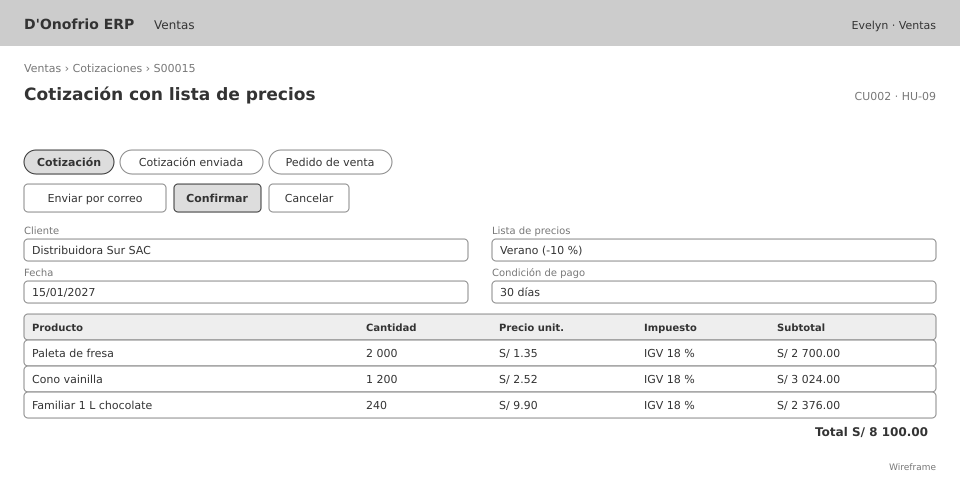 D'Onofrio ERP Ventas Evelyn · Ventas
Ventas › Cotizaciones › S00015
Cotización con lista de precios CU002 · HU-09
Cotización Cotización enviada Pedido de venta
Enviar por correo Confirmar Cancelar
Cliente Lista de precios
Distribuidora Sur SAC Verano (-10 %)
Fecha Condición de pago
15/01/2027 30 días
Producto Cantidad Precio unit. Impuesto Subtotal
Paleta de fresa 2 000 S/ 1.35 IGV 18 % S/ 2 700.00
Cono vainilla 1 200 S/ 2.52 IGV 18 % S/ 3 024.00
Familiar 1 L chocolate 240 S/ 9.90 IGV 18 % S/ 2 376.00
Total S/ 8 100.00
Wireframe